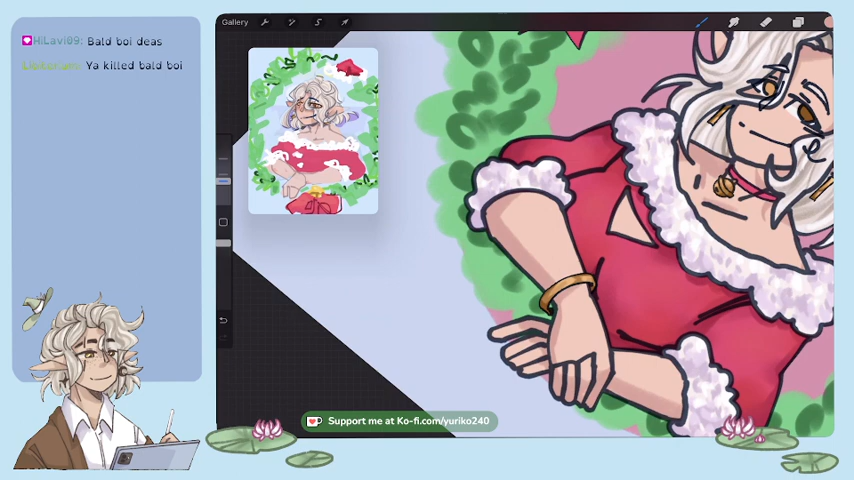 Gallery
HiLavi09: Bald boi deas
Ya killed bald boi
Support me at Ko-fi.com/yuriko240